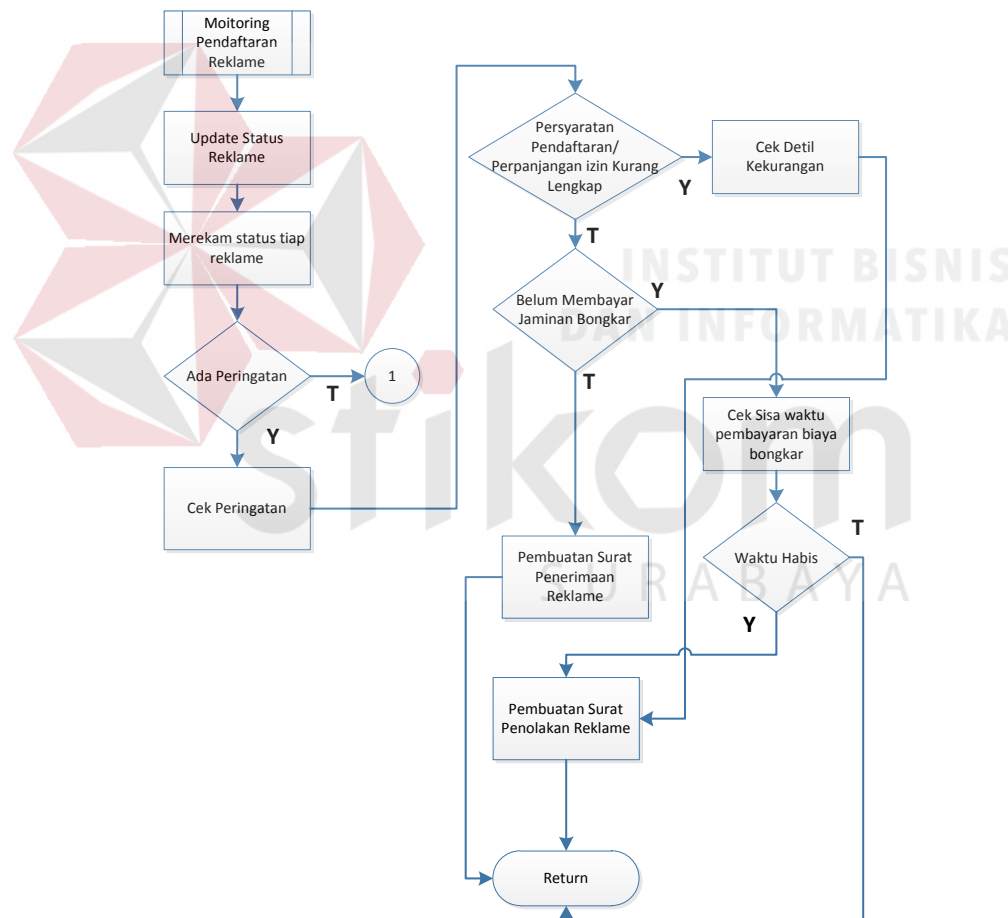 Moitoring
Pendaftaran
Reklame
Update Status
Reklame
Merekam status tiap
reklame
Ada Peringatan
T
1
Y
Cek Peringatan
Persyaratan
Pendaftaran/
Perpanjangan izin Kurang
Lengkap
Y
Cek Detil
Kekurangan
T
Belum Membayar
Jaminan Bongkar
Y
T
Cek Sisa waktu
pembayaran biaya
bongkar
Waktu Habis
T
Y
Pembuatan Surat
Penerimaan
Reklame
Pembuatan Surat
Penolakan Reklame
Return
INSTITUT BISNIS
DAN INFORMATIKA
stikom
SURABAYA